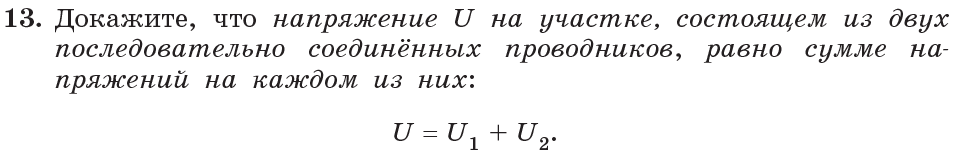 13. Докажите, что напряжение U на участке, состоящем из двух
последовательно соединённых проводников, равно сумме на-
пряжений на каждом из них:
U = U₁ + U₂.